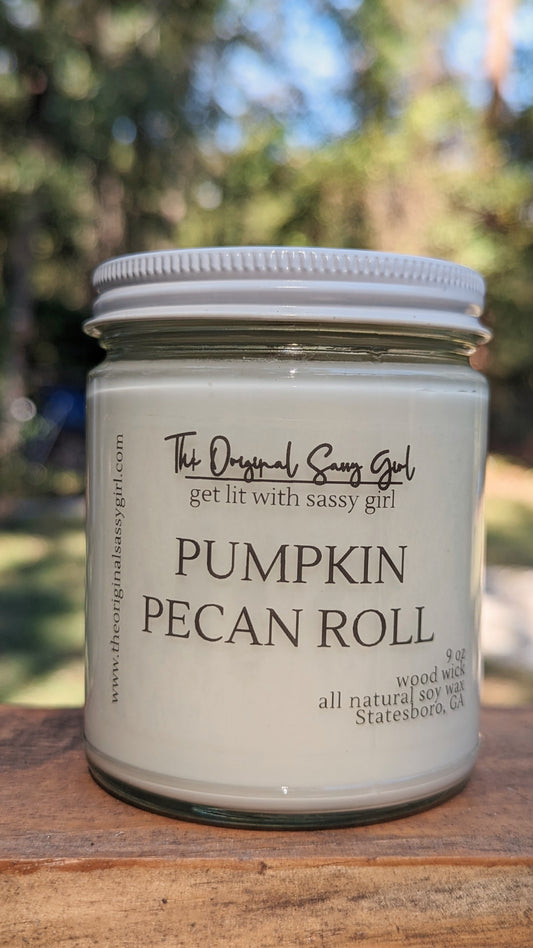 The Original Sassy Girl
get lit with sassy girl
PUMPKIN
PECAN ROLL
9 oz
wood wick
all natural soy wax
Statesboro, GA
www.theoriginalsassygirl.com